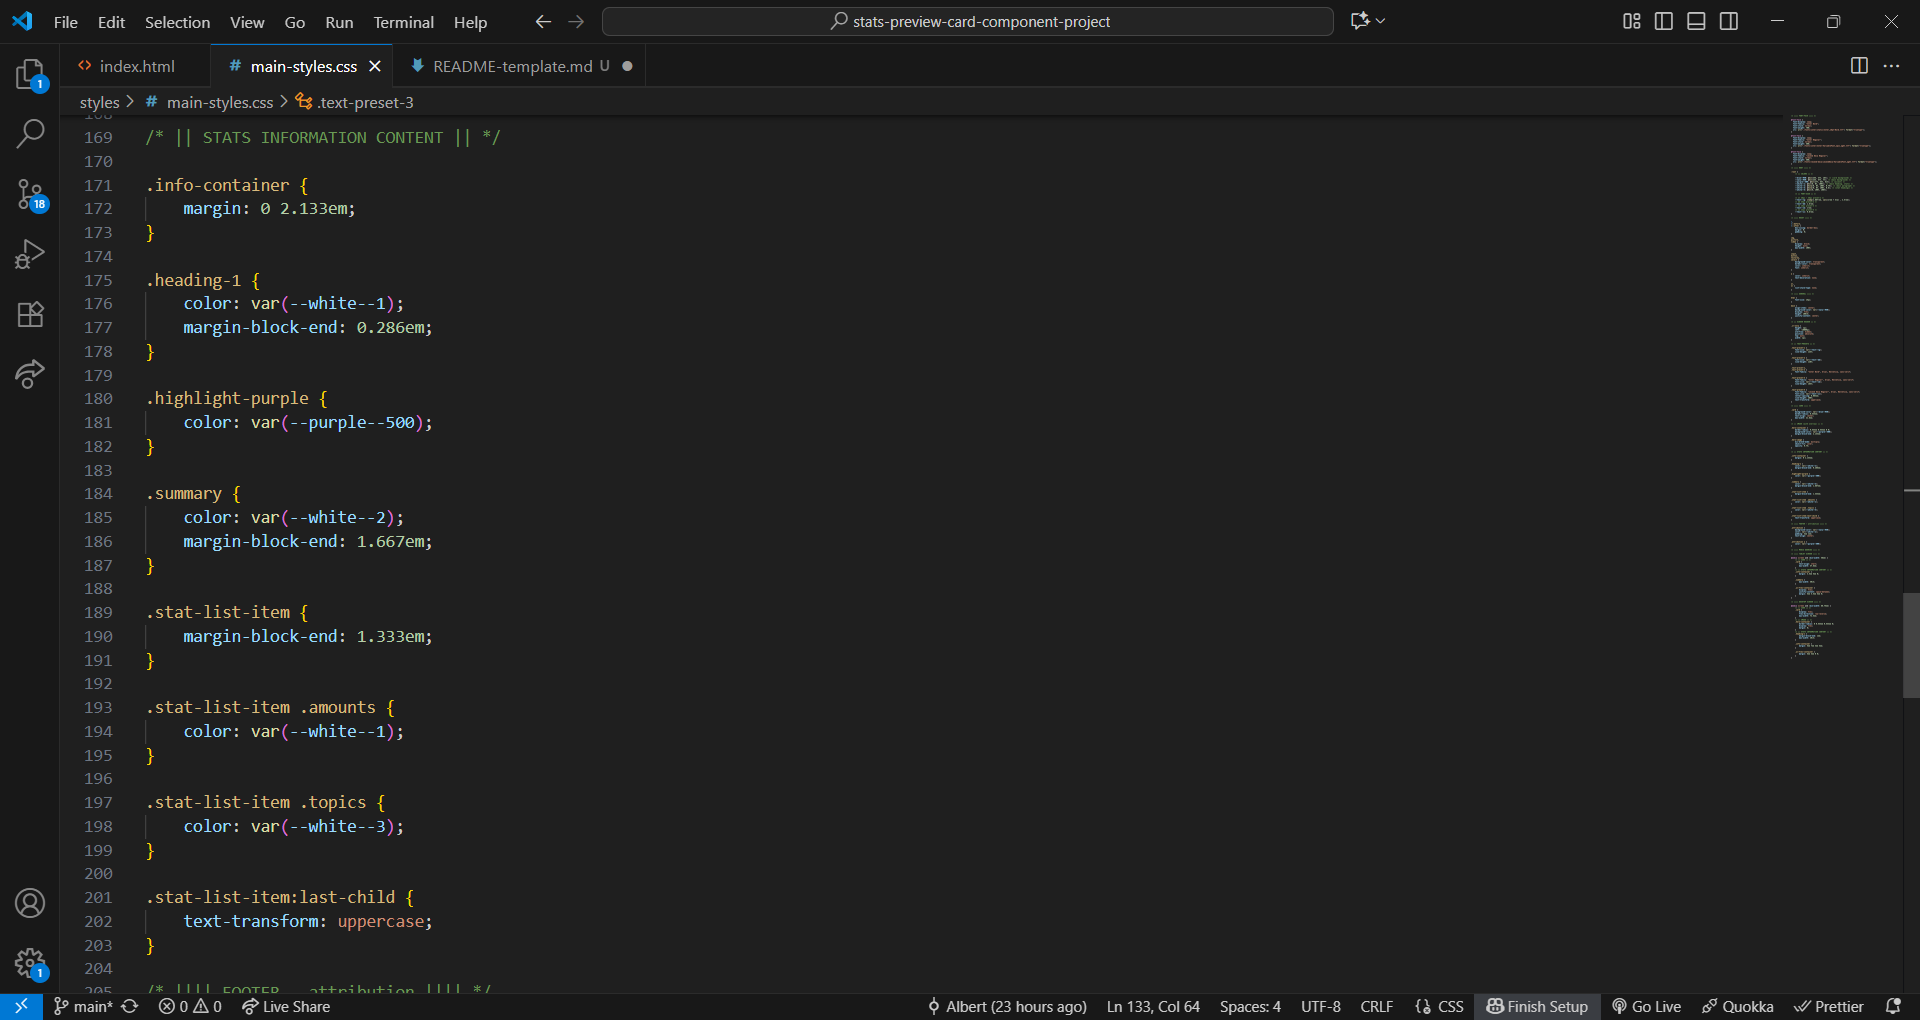 File Edit Selection View Go Run Terminal Help
stats-preview-card-component-project
index.html
# main-styles.css
README-template.md U
styles > # main-styles.css > .text-preset-3
168
169 /* || STATS INFORMATION CONTENT || */
170
171 .info-container {
172 margin: 0 2.133em;
173 }
174
175 .heading-1 {
176 color: var(--white--1);
177 margin-block-end: 0.286em;
178 }
179
180 .highlight-purple {
181 color: var(--purple--500);
182 }
183
184 .summary {
185 color: var(--white--2);
186 margin-block-end: 1.667em;
187 }
188
189 .stat-list-item {
190 margin-block-end: 1.333em;
191 }
192
193 .stat-list-item .amounts {
194 color: var(--white--1);
195 }
196
197 .stat-list-item .topics {
198 color: var(--white--3);
199 }
200
201 .stat-list-item:last-child {
202 text-transform: uppercase;
203 }
204
205 /* |||| FOOTER - attribution |||| */
1
18
1
main*
0 0
Live Share
Albert (23 hours ago)
Ln 133, Col 64
Spaces: 4
UTF-8
CRLF
{} CSS
Finish Setup
Go Live
Quokka
Prettier